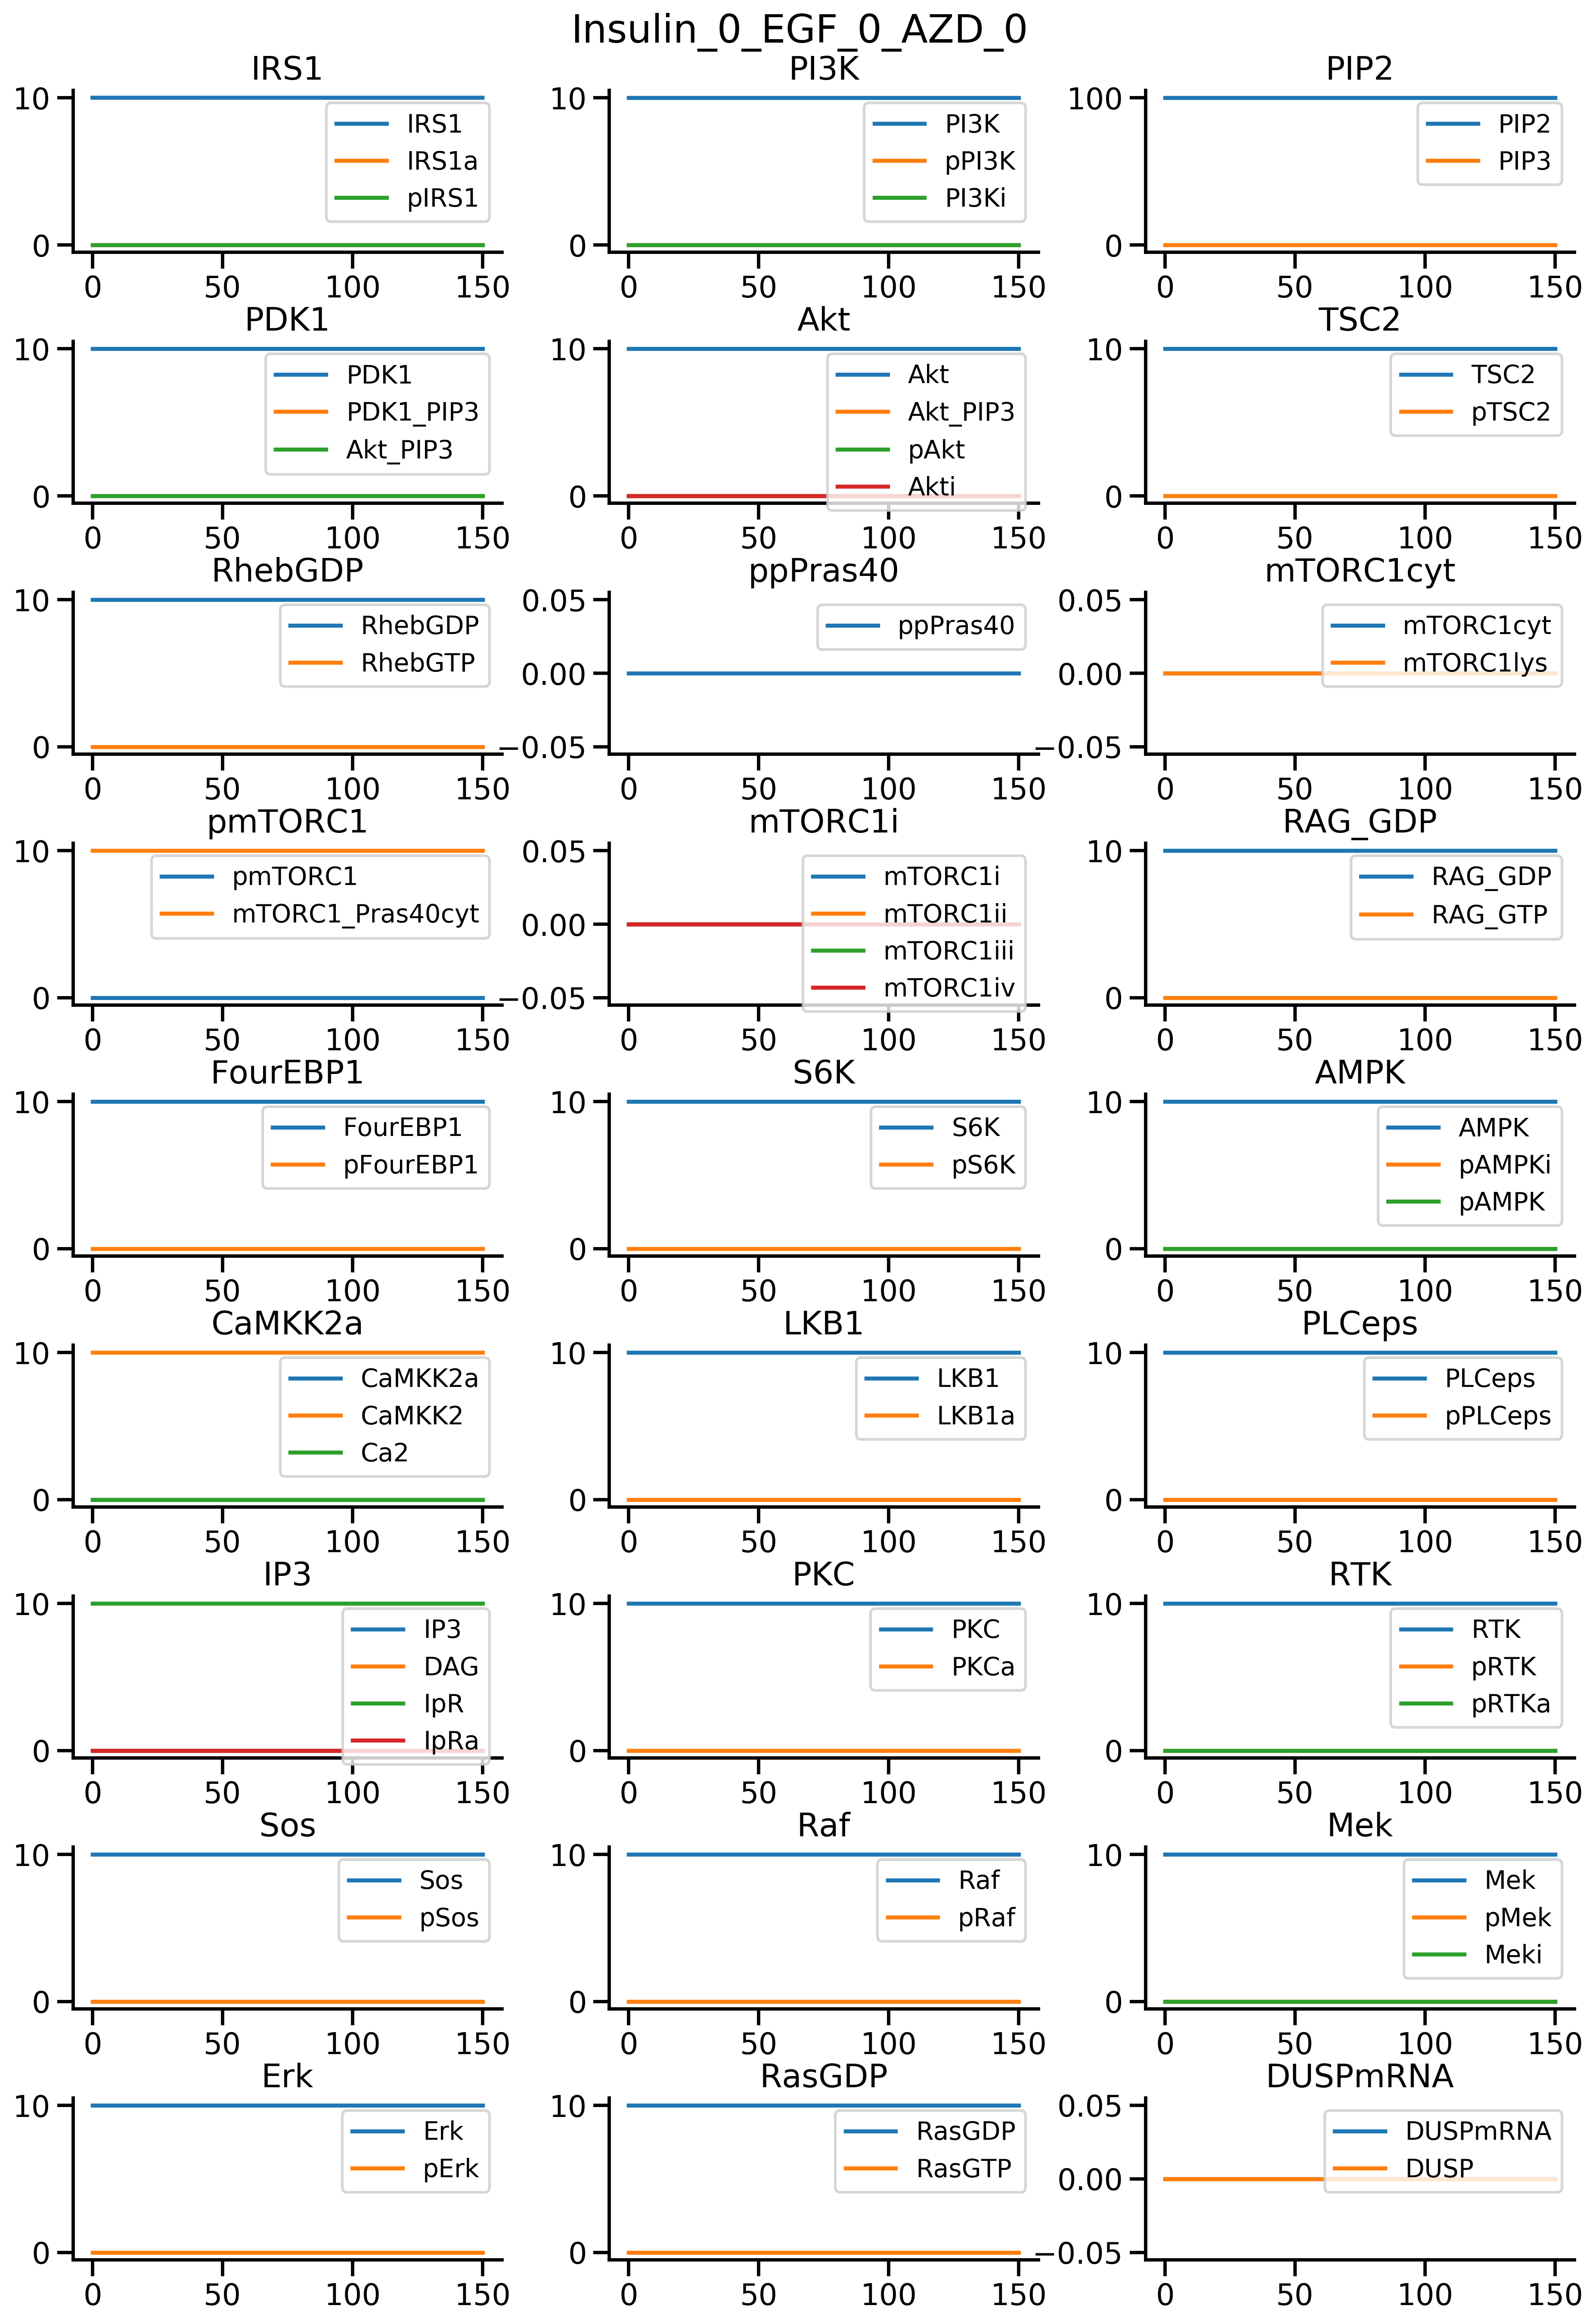 Insulin_0_EGF_0_AZD_0
IRS1
10
0
0 50 100 150
IRS1
IRS1a
pIRS1
PI3K
10
0
0 50 100 150
PI3K
pPI3K
PI3Ki
PIP2
100
0
0 50 100 150
PIP2
PIP3
PDK1
10
0
0 50 100 150
PDK1
PDK1_PIP3
Akt_PIP3
Akt
10
0
0 50 100 150
Akt
Akt_PIP3
pAkt
Akti
TSC2
10
0
0 50 100 150
TSC2
pTSC2
RhebGDP
10
0
0 50 100 150
RhebGDP
RhebGTP
ppPras40
0.05
0.00
−0.05
0 50 100 150
ppPras40
mTORC1cyt
0.05
0.00
−0.05
0 50 100 150
mTORC1cyt
mTORC1lys
pmTORC1
10
0
0 50 100 150
pmTORC1
mTORC1_Pras40cyt
mTORC1i
0.05
0.00
−0.05
0 50 100 150
mTORC1i
mTORC1ii
mTORC1iii
mTORC1iv
RAG_GDP
10
0
0 50 100 150
RAG_GDP
RAG_GTP
FourEBP1
10
0
0 50 100 150
FourEBP1
pFourEBP1
S6K
10
0
0 50 100 150
S6K
pS6K
AMPK
10
0
0 50 100 150
AMPK
pAMPKi
pAMPK
CaMKK2a
10
0
0 50 100 150
CaMKK2a
CaMKK2
Ca2
LKB1
10
0
0 50 100 150
LKB1
LKB1a
PLCeps
10
0
0 50 100 150
PLCeps
pPLCeps
IP3
10
0
0 50 100 150
IP3
DAG
IpR
IpRa
PKC
10
0
0 50 100 150
PKC
PKCa
RTK
10
0
0 50 100 150
RTK
pRTK
pRTKa
Sos
10
0
0 50 100 150
Sos
pSos
Raf
10
0
0 50 100 150
Raf
pRaf
Mek
10
0
0 50 100 150
Mek
pMek
Meki
Erk
10
0
0 50 100 150
Erk
pErk
RasGDP
10
0
0 50 100 150
RasGDP
RasGTP
DUSPmRNA
0.05
0.00
−0.05
0 50 100 150
DUSPmRNA
DUSP